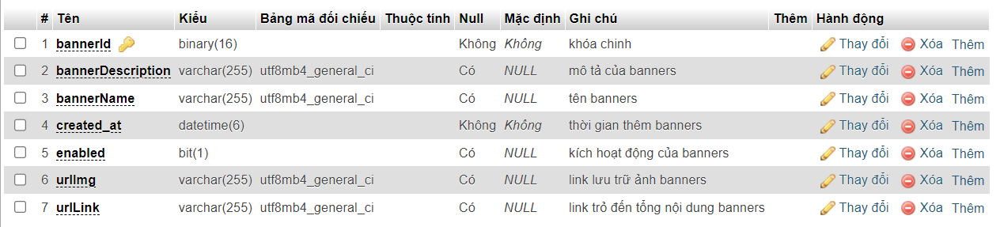 # Tên Kiểu Bảng mã đối chiếu Thuộc tính Null Mặc định Ghi chú Thêm Hành động
1 bannerId binary(16) Không Không khóa chinh Thay đổi Xóa Thêm
2 bannerDescription varchar(255) utf8mb4_general_ci Có NULL mô tả của banners Thay đổi Xóa Thêm
3 bannerName varchar(255) utf8mb4_general_ci Có NULL tên banners Thay đổi Xóa Thêm
4 created_at datetime(6) Không Không thời gian thêm banners Thay đổi Xóa Thêm
5 enabled bit(1) Có NULL kích hoạt động của banners Thay đổi Xóa Thêm
6 urlImg varchar(255) utf8mb4_general_ci Có NULL link lưu trữ ảnh banners Thay đổi Xóa Thêm
7 urlLink varchar(255) utf8mb4_general_ci Có NULL link trỏ đến tổng nội dung banners Thay đổi Xóa Thêm